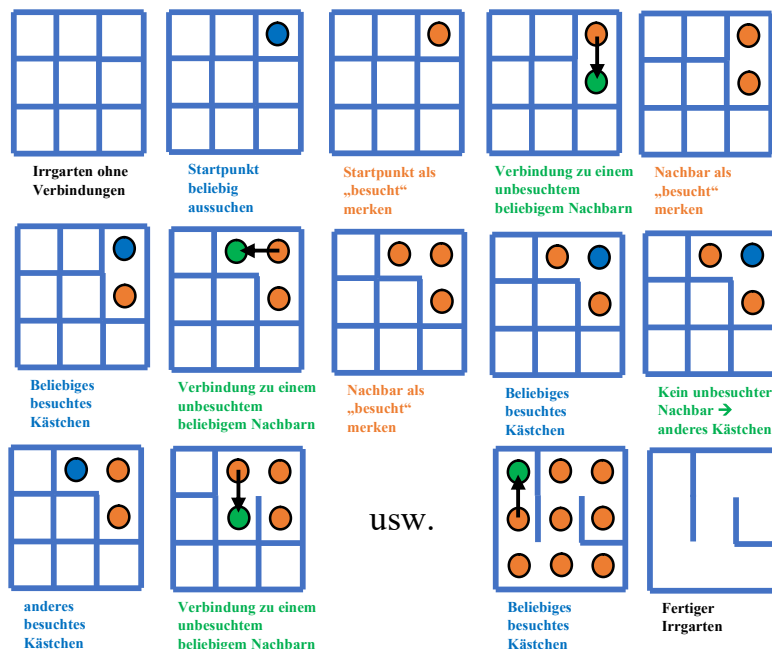 Irrgarten ohne
Verbindungen
Startpunkt
beliebig
aussuchen
Startpunkt als
„besucht“
merken
Verbindung zu einem
unbesuchtem
beliebigem Nachbarn
Nachbar als
„besucht“
merken
Beliebiges
besuchtes
Kästchen
Verbindung zu einem
unbesuchtem
beliebigem Nachbarn
Nachbar als
„besucht“
merken
Beliebiges
besuchtes
Kästchen
Kein unbesuchter
Nachbar ➔
anderes Kästchen
usw.
anderes
besuchtes
Kästchen
Verbindung zu einem
unbesuchtem
beliebigem Nachbarn
Beliebiges
besuchtes
Kästchen
Fertiger
Irrgarten